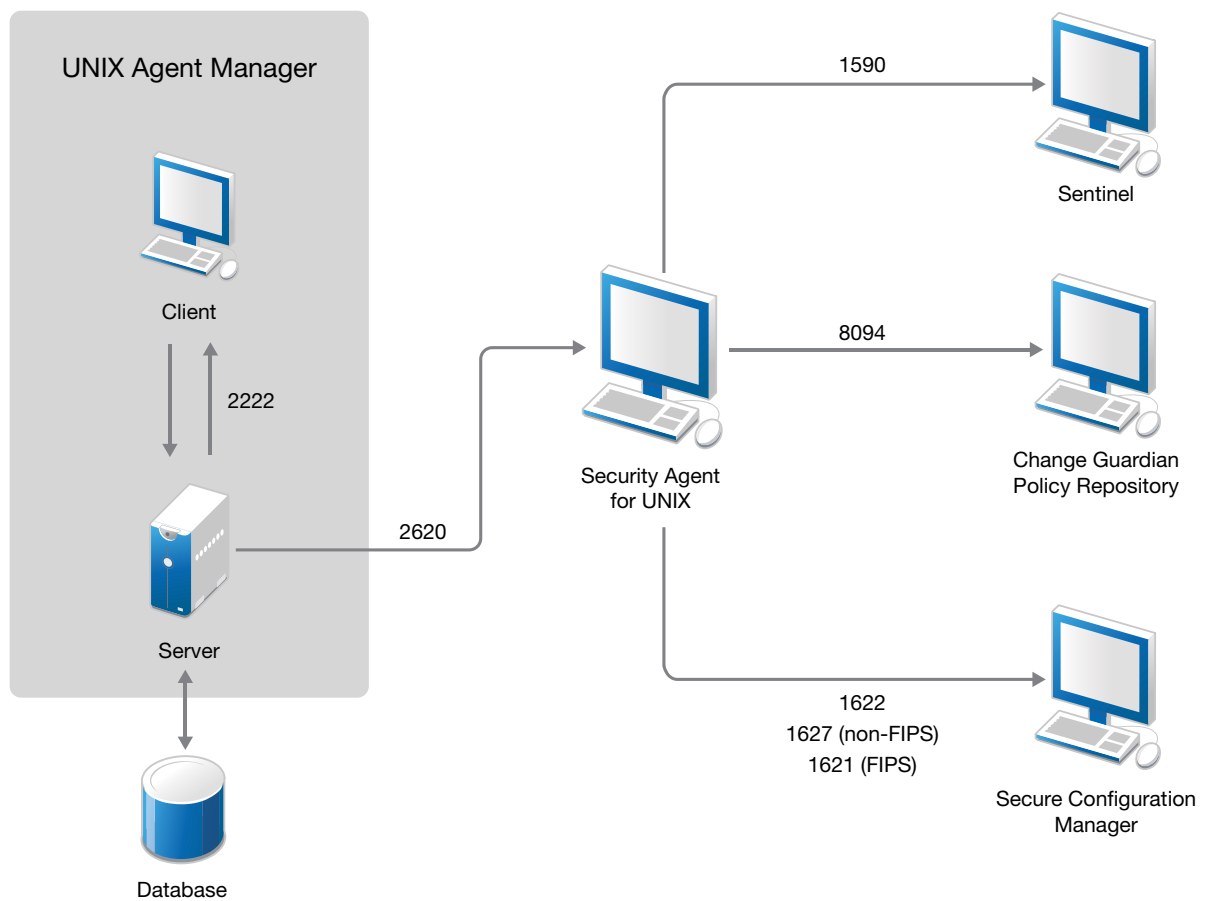 UNIX Agent Manager
Client
2222
Server
Database
2620
Security Agent
for UNIX
1590
Sentinel
8094
Change Guardian
Policy Repository
1622
1627 (non-FIPS)
1621 (FIPS)
Secure Configuration
Manager